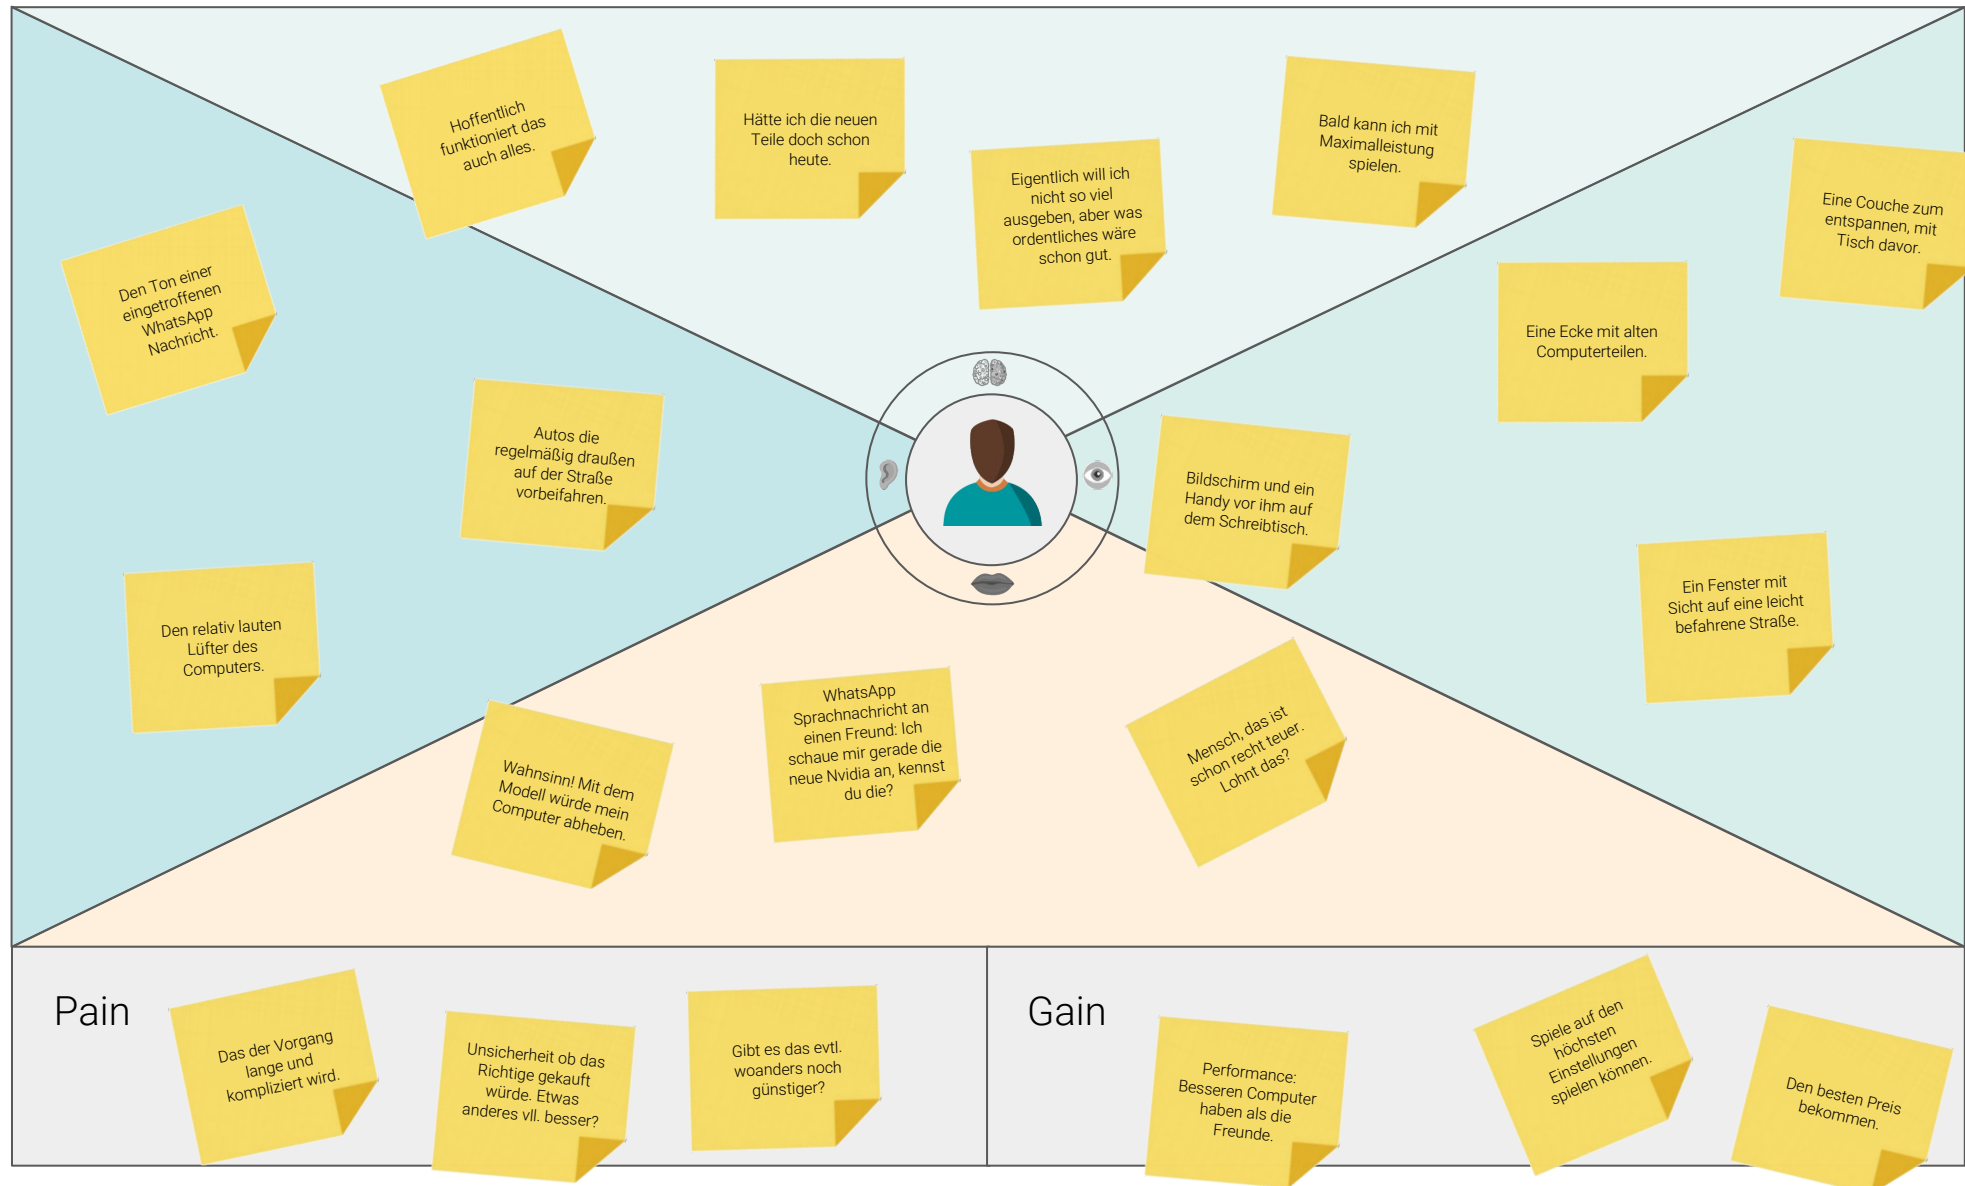 Hoffentlich
funktioniert das
auch alles.
Hätte ich die neuen
Teile doch schon
heute.
Eigentlich will ich
nicht so viel
ausgeben, aber was
ordentliches wäre
schon gut.
Bald kann ich mit
Maximalleistung
spielen.
Eine Couche zum
entspannen, mit
Tisch davor.
Den Ton einer
eingetroffenen
WhatsApp
Nachricht.
Eine Ecke mit alten
Computerteilen.
Autos die
regelmäßig draußen
auf der Straße
vorbeifahren.
Bildschirm und ein
Handy vor ihm auf
dem Schreibtisch.
Ein Fenster mit
Sicht auf eine leicht
befahrene Straße.
Den relativ lauten
Lüfter des
Computers.
Wahnsinn! Mit dem
Modell würde mein
Computer abheben.
WhatsApp
Sprachnachricht an
einen Freund: Ich
schaue mir gerade die
neue Nvidia an, kennst
du die?
Mensch, das ist
schon recht teuer.
Lohnt das?
Pain
Das der Vorgang
lange und
kompliziert wird.
Unsicherheit ob das
Richtige gekauft
würde. Etwas
anderes vll. besser?
Gibt es das evtl.
woanders noch
günstiger?
Gain
Performance:
Besseren Computer
haben als die
Freunde.
Spiele auf den
höchsten
Einstellungen
spielen können.
Den besten Preis
bekommen.